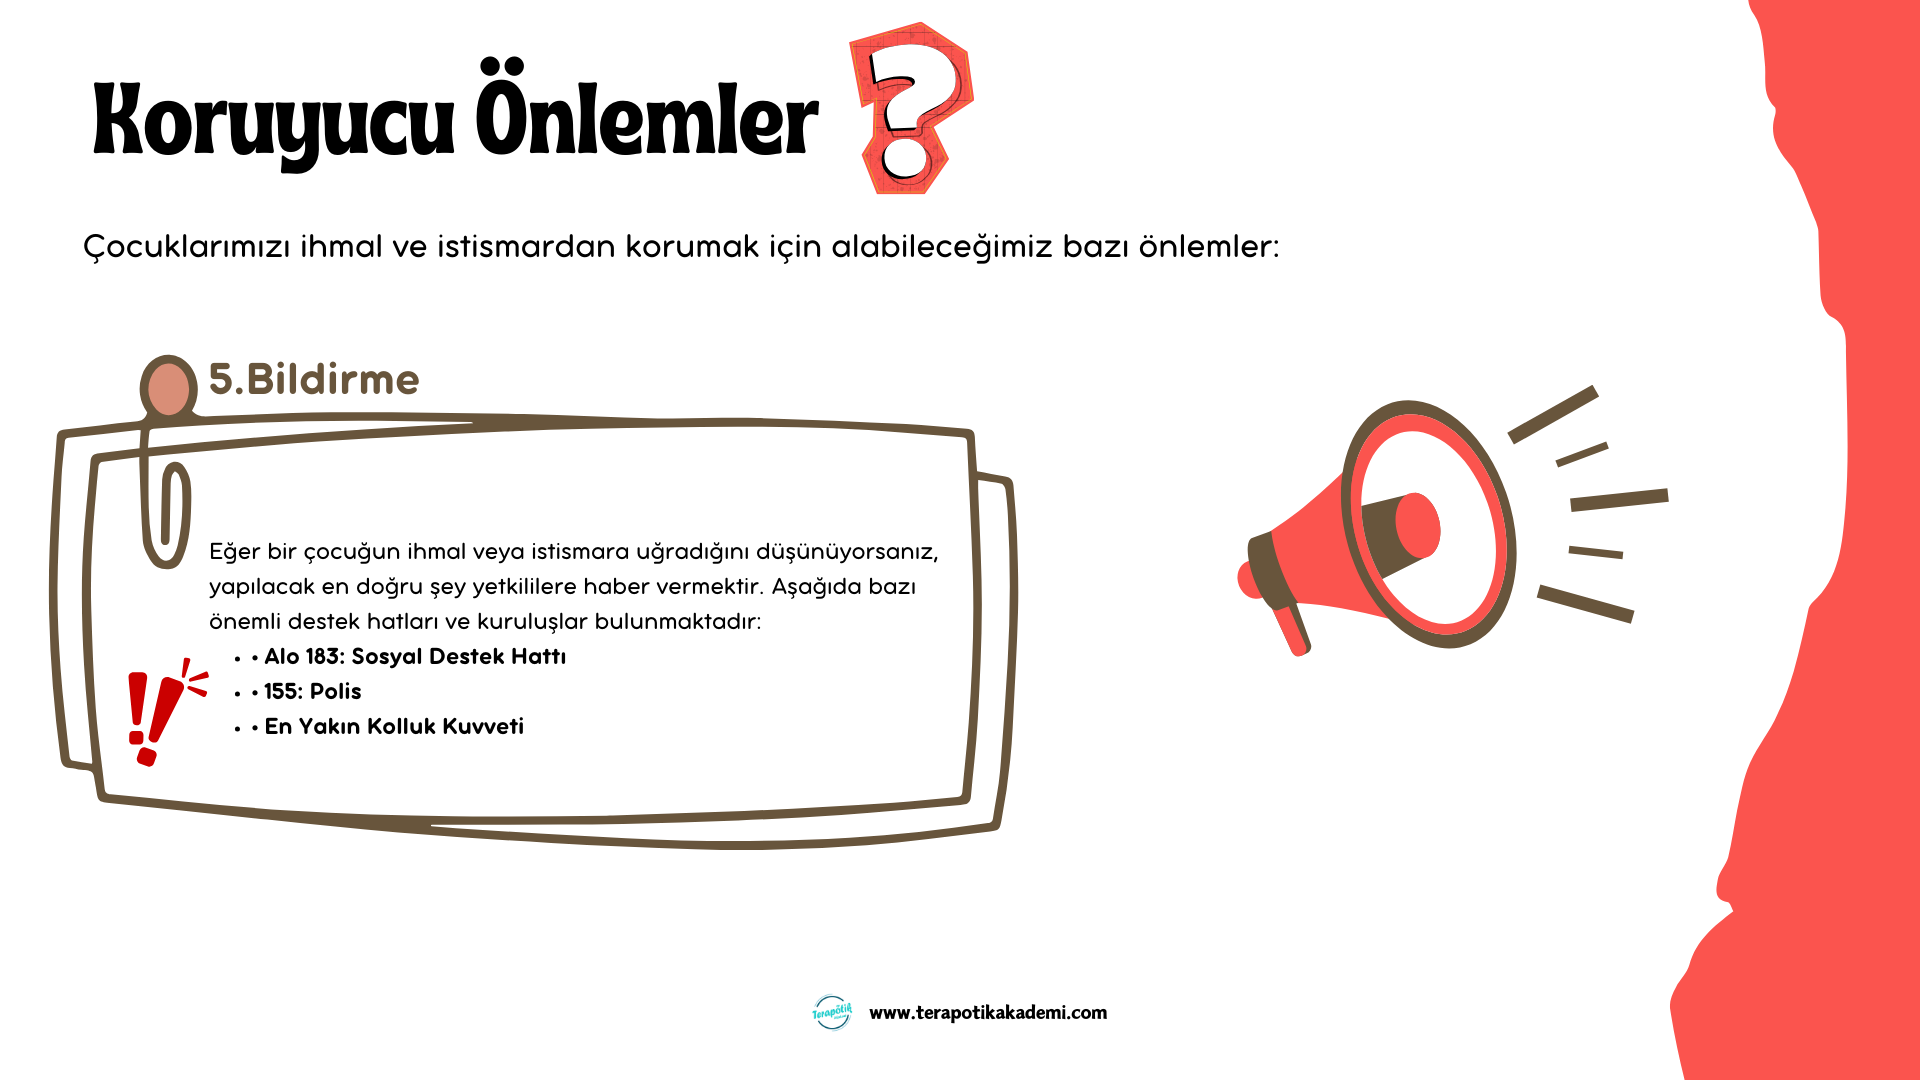 Koruyucu Önlemler ?
Çocuklarımızı ihmal ve istismardan korumak için alabileceğimiz bazı önlemler:
5.Bildirme
Eğer bir çocuğun ihmal veya istismara uğradığını düşünüyorsanız,
yapılacak en doğru şey yetkililere haber vermektir. Aşağıda bazı
önemli destek hatları ve kuruluşlar bulunmaktadır:
• • Alo 183: Sosyal Destek Hattı
• • 155: Polis
• • En Yakın Kolluk Kuvveti
!!
Terapötik
www.terapotikakademi.com